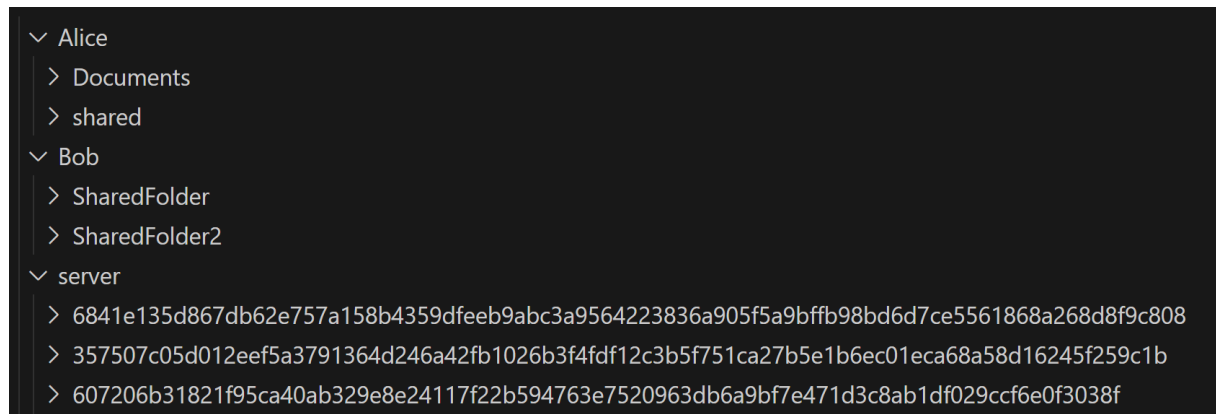 Alice
Documents
shared
Bob
SharedFolder
SharedFolder2
server
6841e135d867db62e757a158b4359dfeeb9abc3a9564223836a905f5a9bffb98bd6d7ce5561868a268d8f9c808
357507c05d012eef5a3791364d246a42fb1026b3f4fdf12c3b5f751ca27b5e1b6ec01eca68a58d16245f259c1b
607206b31821f95ca40ab329e8e24117f22b594763e7520963db6a9bf7e471d3c8ab1df029ccf6e0f3038f